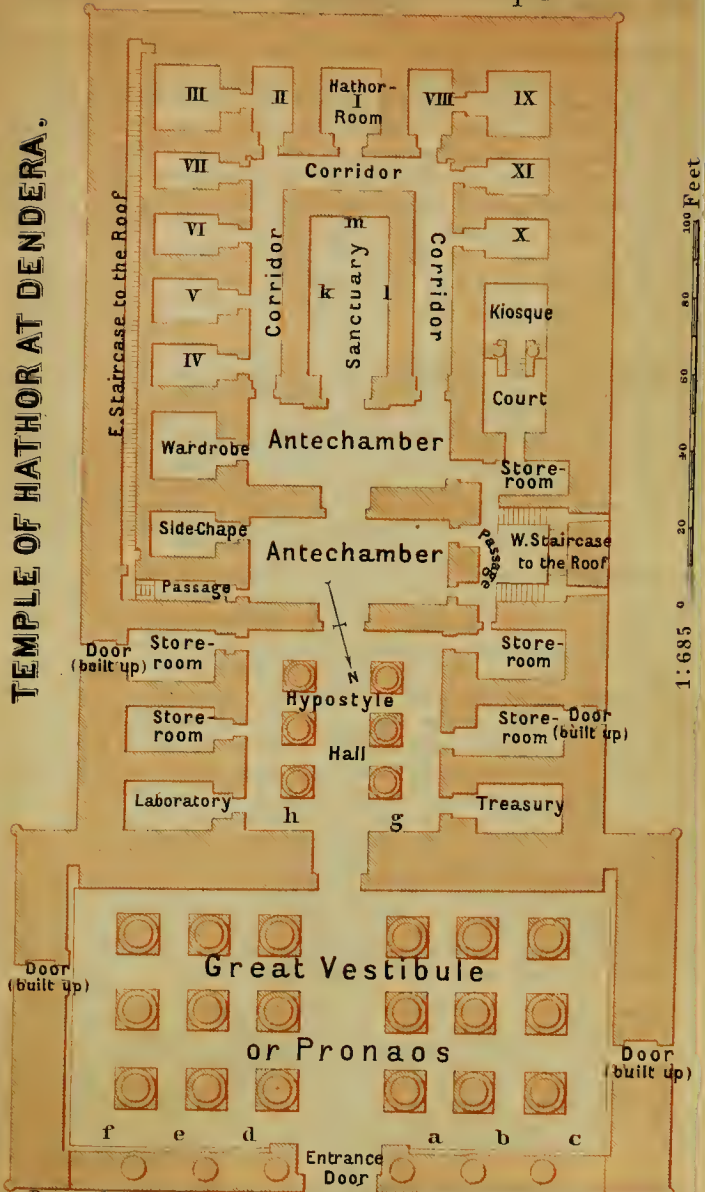 TEMPLE OF HATHOR AT DENDERA,
III
II
Hathor-
I
Room
VIII
IX
VII
Corridor
XI
E. Staircase to the Roof
VI
Corridor
m
k
Sanctuary
l
Corridor
X
V
Kiosque
IV
Court
Wardrobe
Antechamber
Store-
room
Side-Chape
Antechamber
Passage
W. Staircase
to the Roof
Passage
Door
(built up)
Store-
room
N
Store-
room
Hypostyle
Hall
Store-
room
Store-
room
Door
(built up)
Laboratory
h
g
Treasury
Great Vestibule
or Pronaos
Door
(built up)
Door
(built up)
f
e
d
a
b
c
Entrance
Door
1:685
0
20
40
60
80
100 Feet